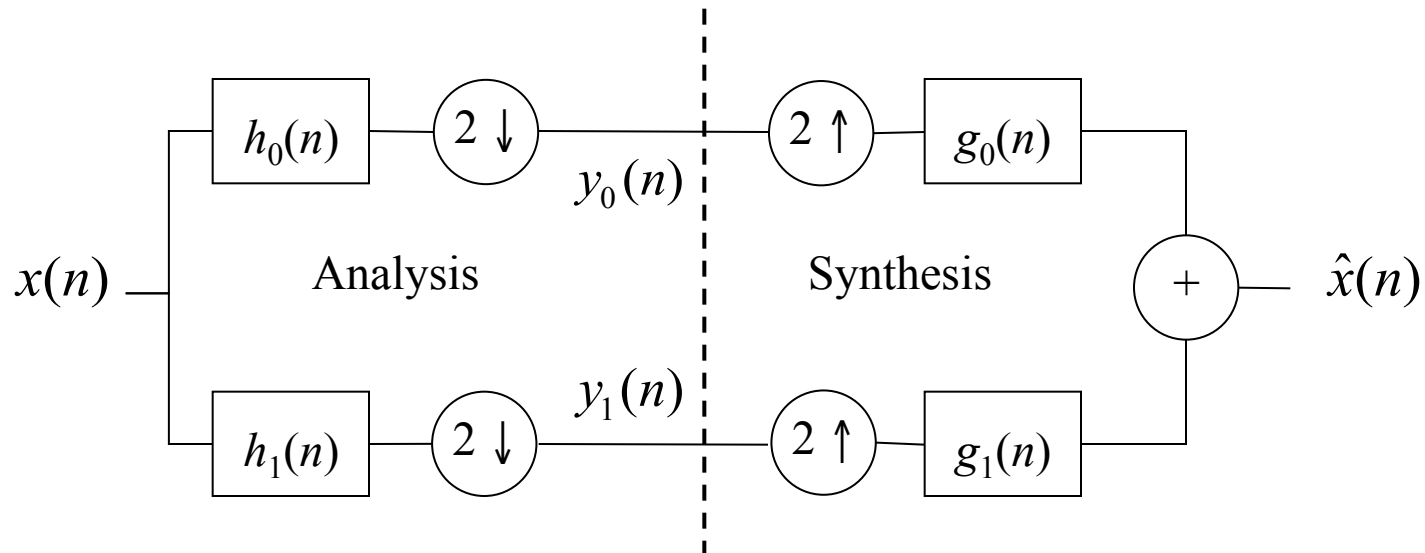 h₀(n) 2 ↓ 2 ↑ g₀(n)
y₀(n)
x(n) Analysis Synthesis + x̂(n)
y₁(n)
h₁(n) 2 ↓ 2 ↑ g₁(n)